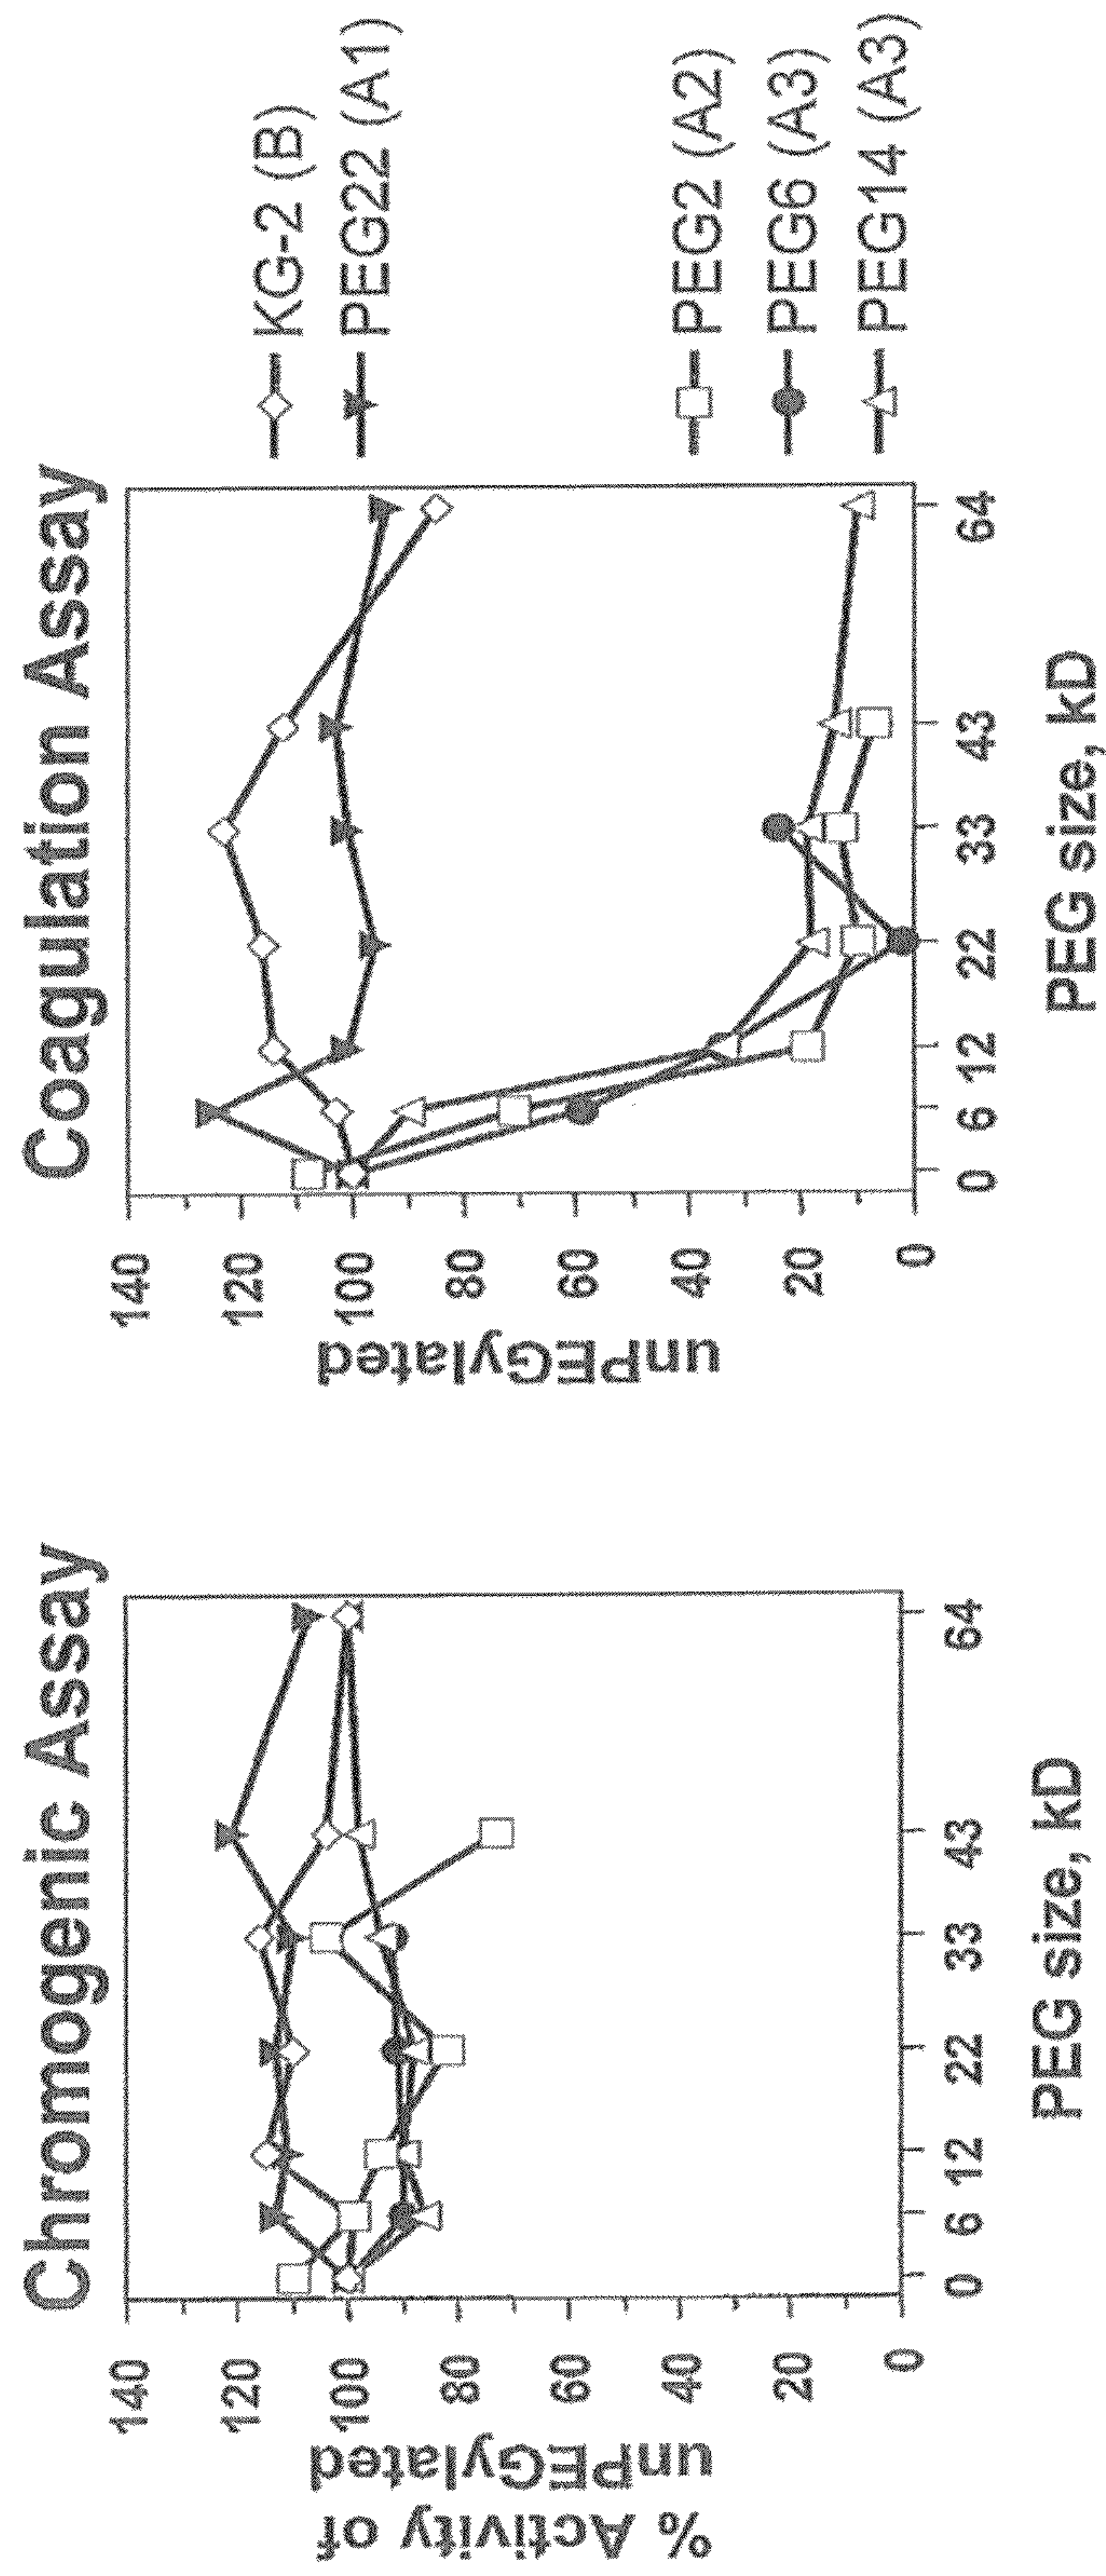 Chromogenic Assay
% Activity of
unPEGylated
140
120
100
80
60
40
20
0
0 6 12 22 33 43 64
PEG size, kD
Coagulation Assay
unPEGylated
140
120
100
80
60
40
20
0
0 6 12 22 33 43 64
PEG size, kD
KG-2 (B)
PEG22 (A1)
PEG2 (A2)
PEG6 (A3)
PEG14 (A3)